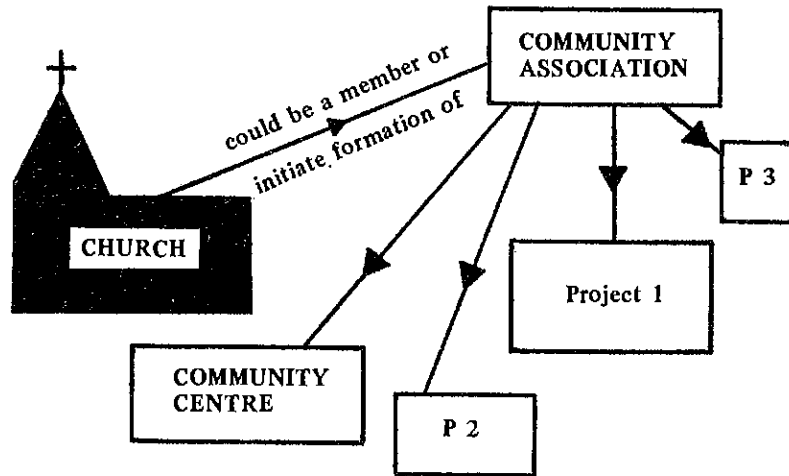 COMMUNITY
ASSOCIATION
could be a member or
initiate formation of
P 3
CHURCH
Project 1
COMMUNITY
CENTRE
P 2